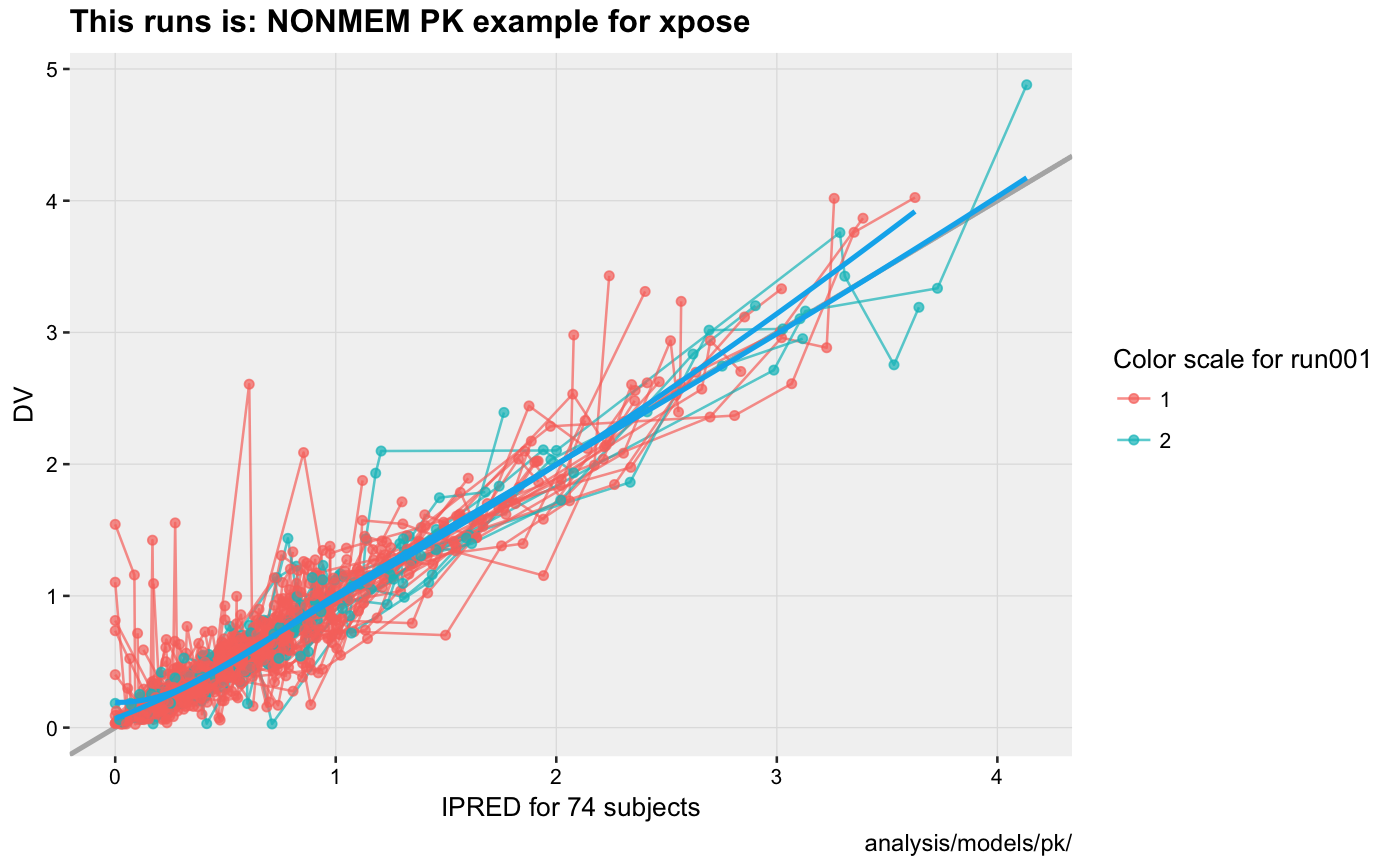 This runs is: NONMEM PK example for xpose
5
4
3
2
1
0
DV
0 1 2 3 4
IPRED for 74 subjects
analysis/models/pk/
Color scale for run001
1
2